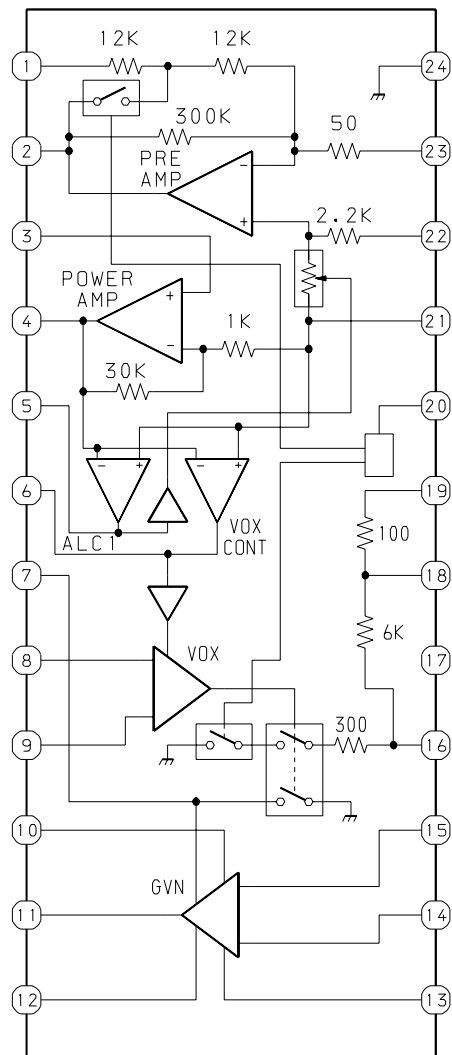 12K 12K
1 24
300K 50
2 23
PRE
AMP
-
+
2.2K
3 22
POWER
AMP
+
4 1K 21
-
30K
5 20
- + - +
6 19
ALC1 VOX
CONT
100
7 18
6K
8 VOX 17
300
9 16
10 15
GVN
11 14
12 13